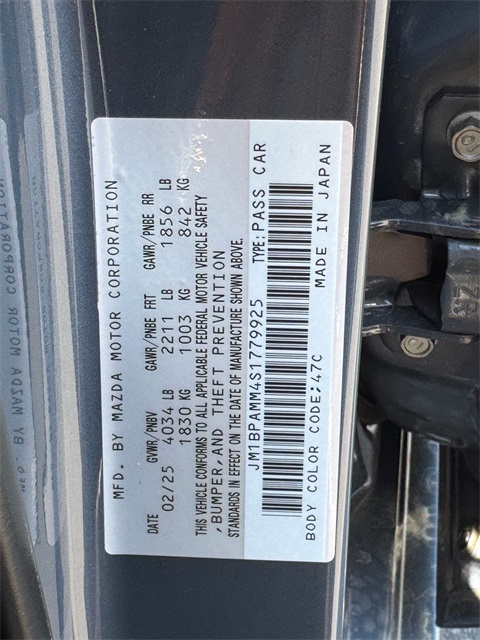 MFD. BY MAZDA MOTOR CORPORATION
DATE GVWR/PNBV GAWR/PNBE FRT GAWR/PNBE RR
02/25 4034 LB 2211 LB 1856 LB
1830 KG 1003 KG 842 KG
THIS VEHICLE CONFORMS TO ALL APPLICABLE FEDERAL MOTOR VEHICLE SAFETY
, BUMPER, AND THEFT PREVENTION
STANDARDS IN EFFECT ON THE DATE OF MANUFACTURE SHOWN ABOVE.
JM1BPAMM4S1779925 TYPE:PASS CAR
BODY COLOR CODE:47C MADE IN JAPAN